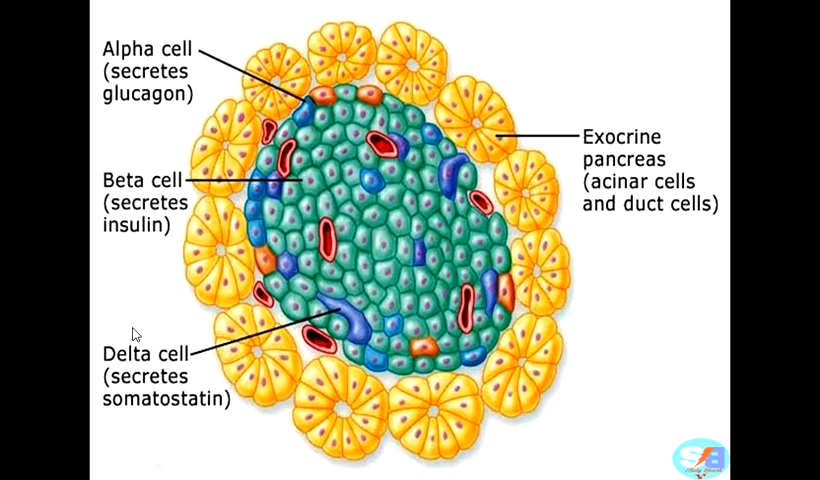 Alpha cell
(secretes
glucagon)
Beta cell
(secretes
insulin)
Delta cell
(secretes
somatostatin)
Exocrine
pancreas
(acinar cells
and duct cells)